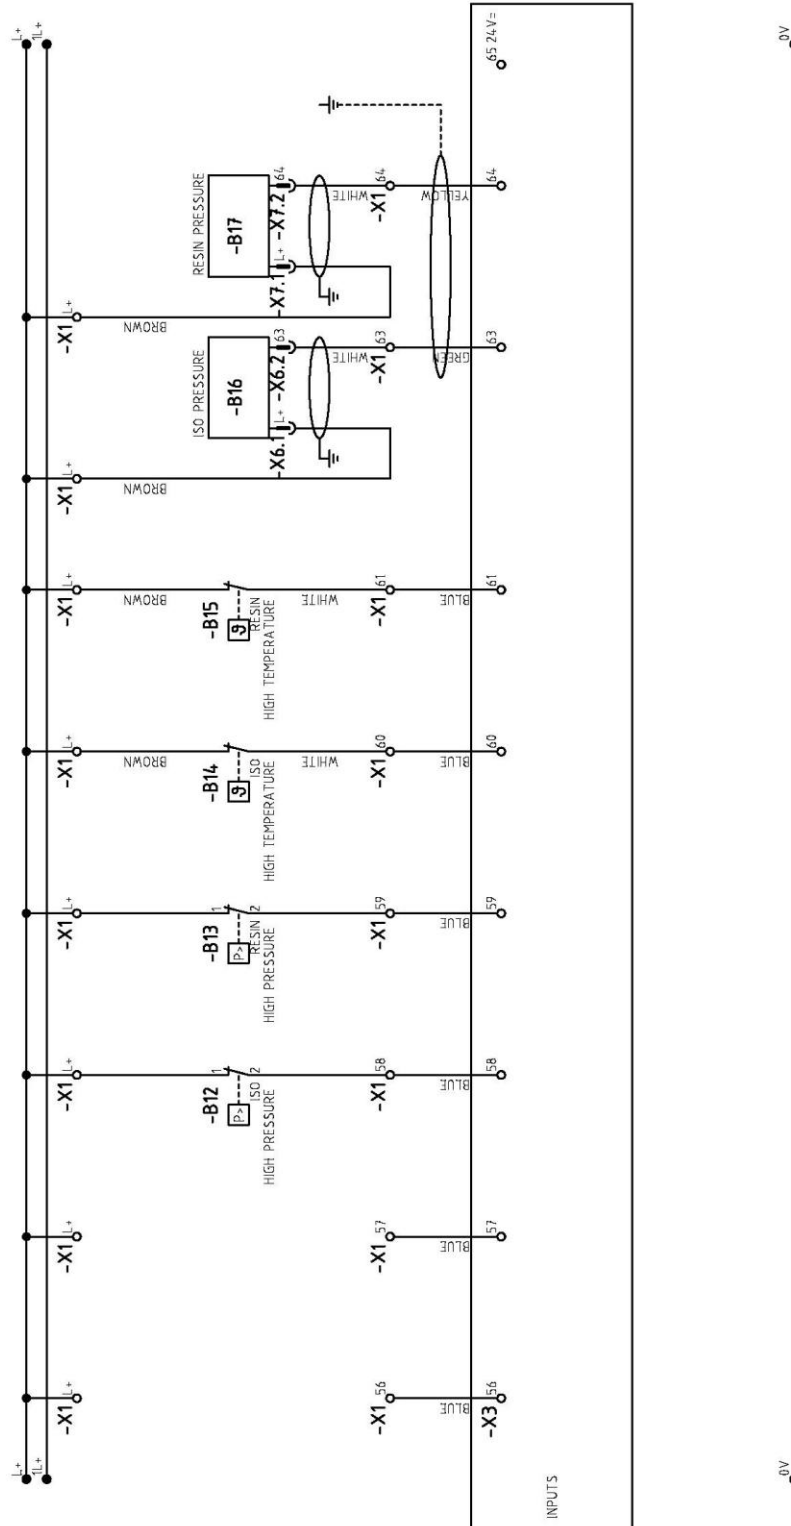 L+ L+
1L+ 1L+
-X1 L+ -X1 L+ -X1 L+ -X1 L+ -X1 L+ -X1 L+ -X1 L+ -X1 L+
BROWN BROWN BROWN BROWN
ISO PRESSURE RESIN PRESSURE
-B12 -B13 -B14 -B15 -B16 -B17
1 1
P> P> ϑ ϑ
2 2
ISO
HIGH PRESSURE
RESIN
HIGH PRESSURE
ISO
HIGH TEMPERATURE
RESIN
HIGH TEMPERATURE
-X6.1 L+ -X6.2 63 -X7.1 L+ -X7.2 64
WHITE WHITE WHITE WHITE
-X1 56 -X1 57 -X1 58 -X1 59 -X1 60 -X1 61 -X1 63 -X1 64
BLUE BLUE BLUE BLUE BLUE BLUE GREEN YELLOW
-X3 56 57 58 59 60 61 63 64 65 24V=
INPUTS
0V 0V